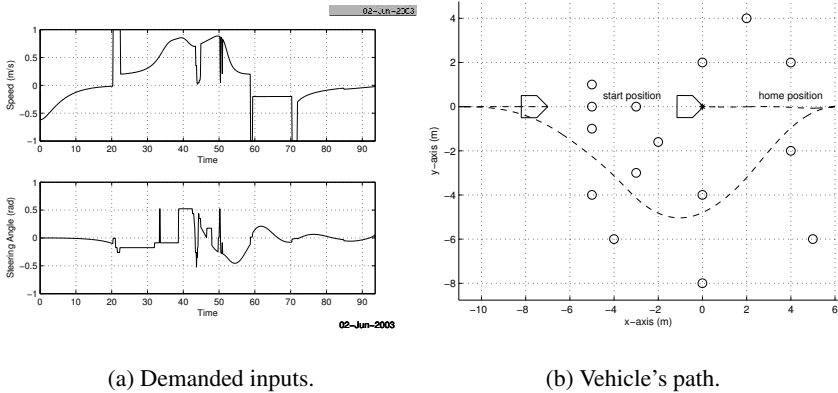 02-Jun-2003
1
0.5
0
−0.5
−1
Speed (m/s)
0 10 20 30 40 50 60 70 80 90
Time
1
0.5
0
−0.5
−1
Steering Angle (rad)
0 10 20 30 40 50 60 70 80 90
Time
02-Jun-2003
(a) Demanded inputs.
4
2
0
−2
−4
−6
−8
y−axis (m)
start position
home position
−10 −8 −6 −4 −2 0 2 4 6
x−axis (m)
(b) Vehicle's path.